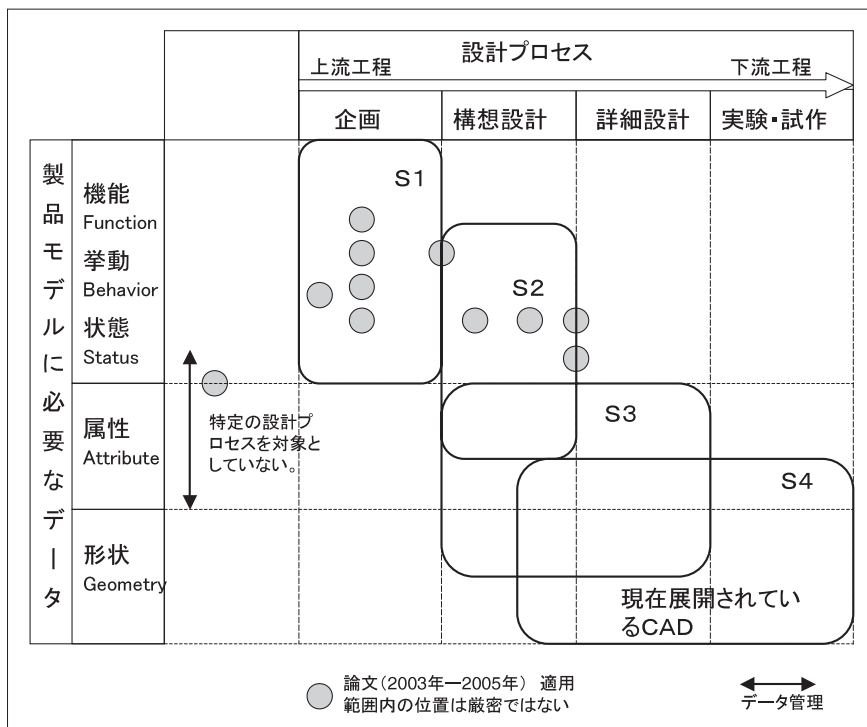 設計プロセス
上流工程
下流工程
企画
構想設計
詳細設計
実験・試作
製品モデルに必要なデータ
機能
Function
挙動
Behavior
状態
Status
属性
Attribute
形状
Geometry
S1
S2
S3
S4
特定の設計プ
ロセスを対象と
していない。
現在展開されてい
るCAD
論文(2003年ー2005年) 適用
範囲内の位置は厳密ではない
データ管理